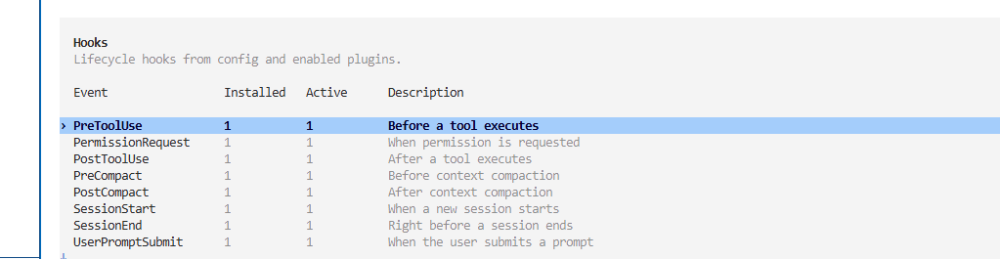 Hooks
Lifecycle hooks from config and enabled plugins.
Event Installed Active Description
› PreToolUse 1 1 Before a tool executes
PermissionRequest 1 1 When permission is requested
PostToolUse 1 1 After a tool executes
PreCompact 1 1 Before context compaction
PostCompact 1 1 After context compaction
SessionStart 1 1 When a new session starts
SessionEnd 1 1 Right before a session ends
UserPromptSubmit 1 1 When the user submits a prompt